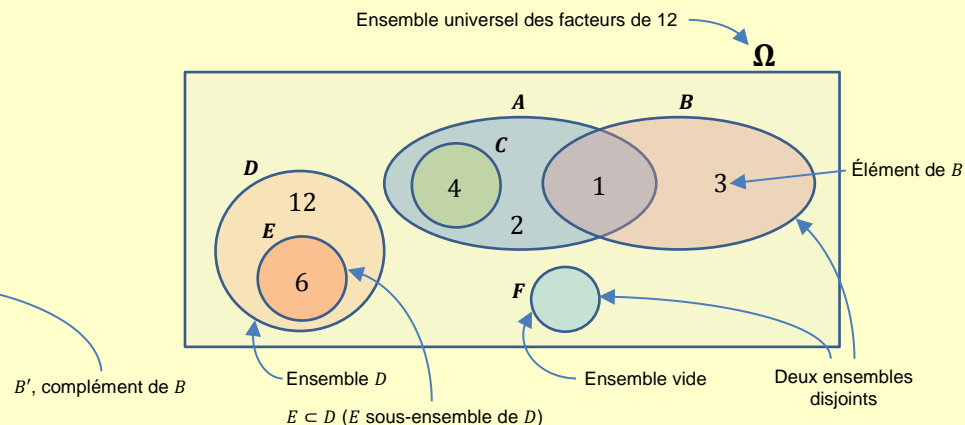 Ensemble universel des facteurs de 12
Ω
A
B
C
D
12
4
1
3
Élément de B
2
E
6
F
B′, complément de B
Ensemble D
Ensemble vide
Deux ensembles
disjoints
E ⊂ D (E sous-ensemble de D)